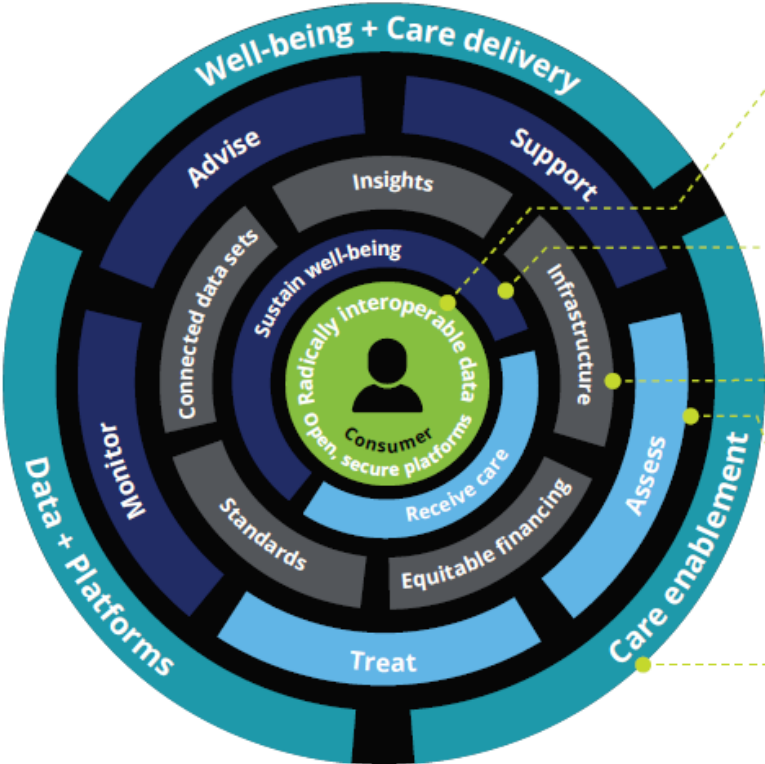 Well-being + Care delivery
Advise
Support
Insights
Connected data sets
Sustain well-being
Infrastructure
Radically interoperable data
Consumer
Open, secure platforms
Receive care
Monitor
Assess
Standards
Equitable financing
Treat
Data + Platforms
Care enablement